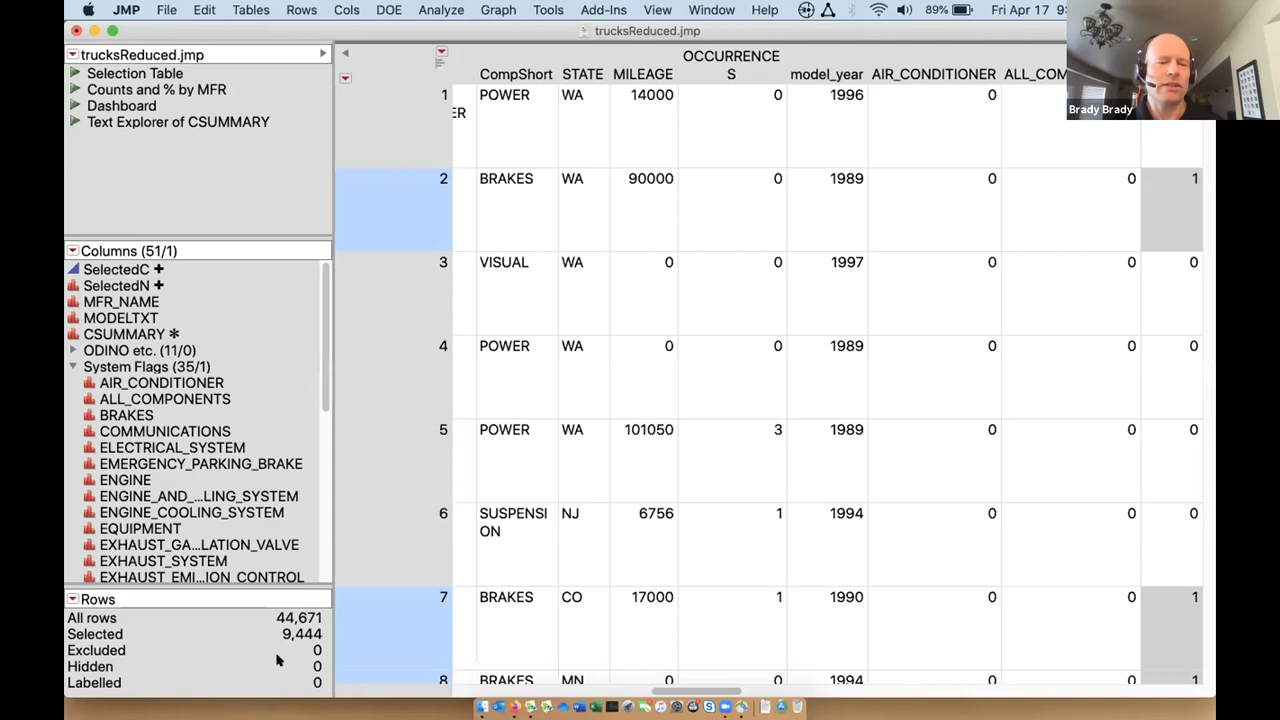 JMP File Edit Tables Rows Cols DOE Analyze Graph Tools Add-Ins View Window Help 89% Fri Apr 17
trucksReduced.jmp
trucksReduced.jmp
Selection Table
Counts and % by MFR
Dashboard
Text Explorer of CSUMMARY
Columns (51/1)
SelectedC
SelectedN
MFR_NAME
MODELTXT
CSUMMARY
ODINO etc. (11/0)
System Flags (35/1)
AIR_CONDITIONER
ALL_COMPONENTS
BRAKES
COMMUNICATIONS
ELECTRICAL_SYSTEM
EMERGENCY_PARKING_BRAKE
ENGINE
ENGINE_AND_...LING_SYSTEM
ENGINE_COOLING_SYSTEM
EQUIPMENT
EXHAUST_GA...LATION_VALVE
EXHAUST_SYSTEM
EXHAUST_EMI...ION_CONTROL
Rows
All rows 44,671
Selected 9,444
Excluded 0
Hidden 0
Labelled 0
OCCURRENCE
CompShort STATE MILEAGE S model_year AIR_CONDITIONER ALL_COM
1 POWER WA 14000 0 1996 0
ER
2 BRAKES WA 90000 0 1989 0 0 1
3 VISUAL WA 0 0 1997 0 0 0
4 POWER WA 0 0 1989 0 0 0
5 POWER WA 101050 3 1989 0 0 0
6 SUSPENSI NJ 6756 1 1994 0 0 0
ON
7 BRAKES CO 17000 1 1990 0 0 1
8 BRAKES MN 0 0 1994 0 0 1
Brady Brady